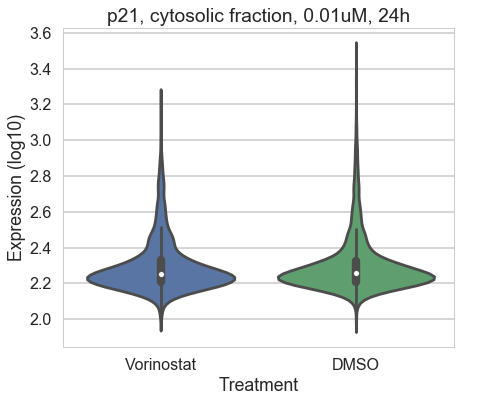 p21, cytosolic fraction, 0.01uM, 24h
Expression (log10)
3.6
3.4
3.2
3.0
2.8
2.6
2.4
2.2
2.0
Vorinostat DMSO
Treatment